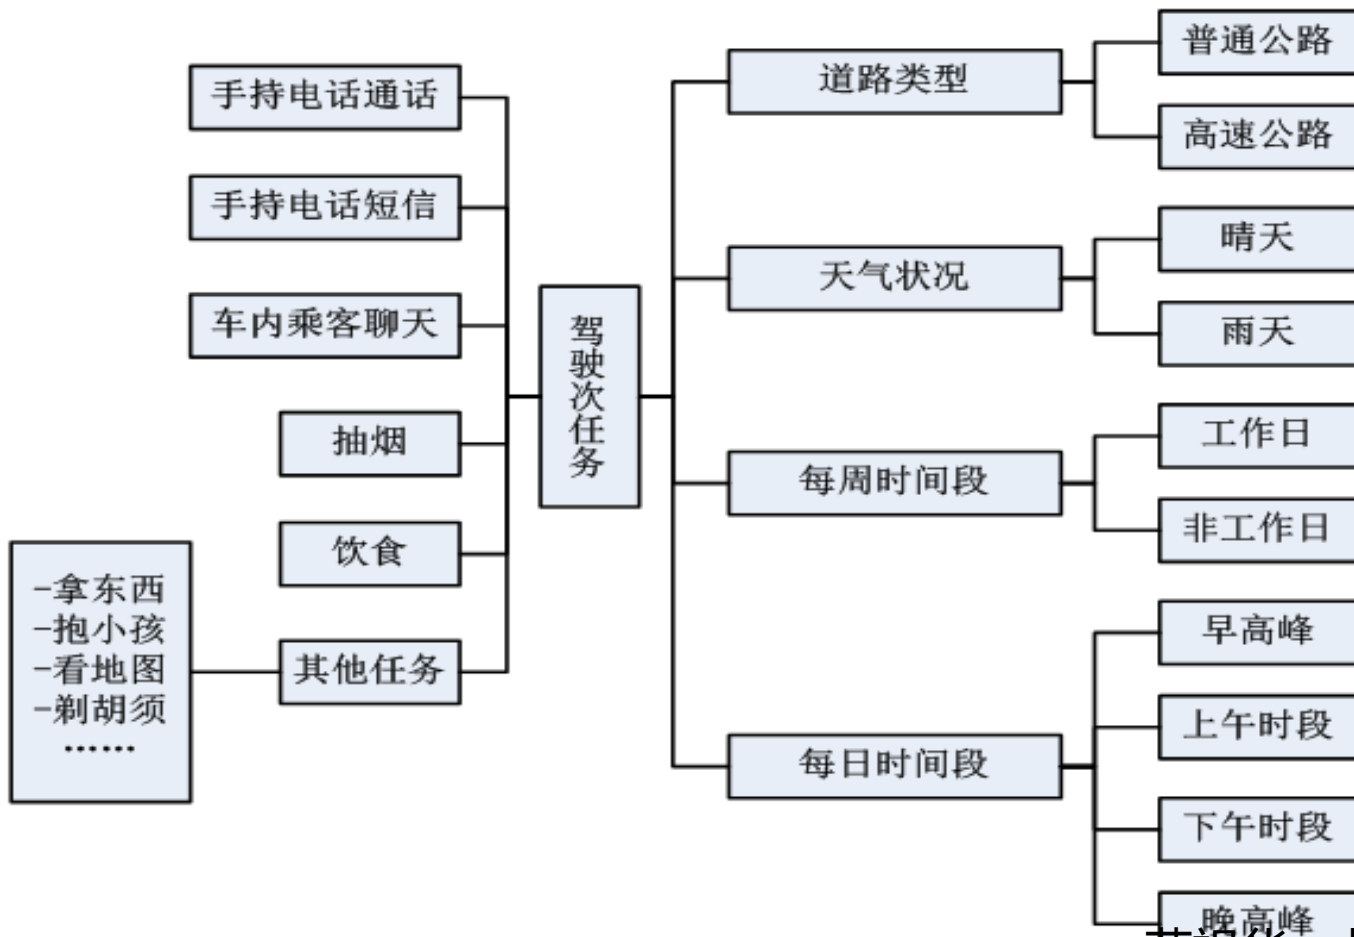 手持电话通话
手持电话短信
车内乘客聊天
抽烟
饮食
其他任务
-拿东西
-抱小孩
-看地图
-剃胡须
……
驾驶次任务
道路类型
普通公路
高速公路
天气状况
晴天
雨天
每周时间段
工作日
非工作日
每日时间段
早高峰
上午时段
下午时段
晚高峰